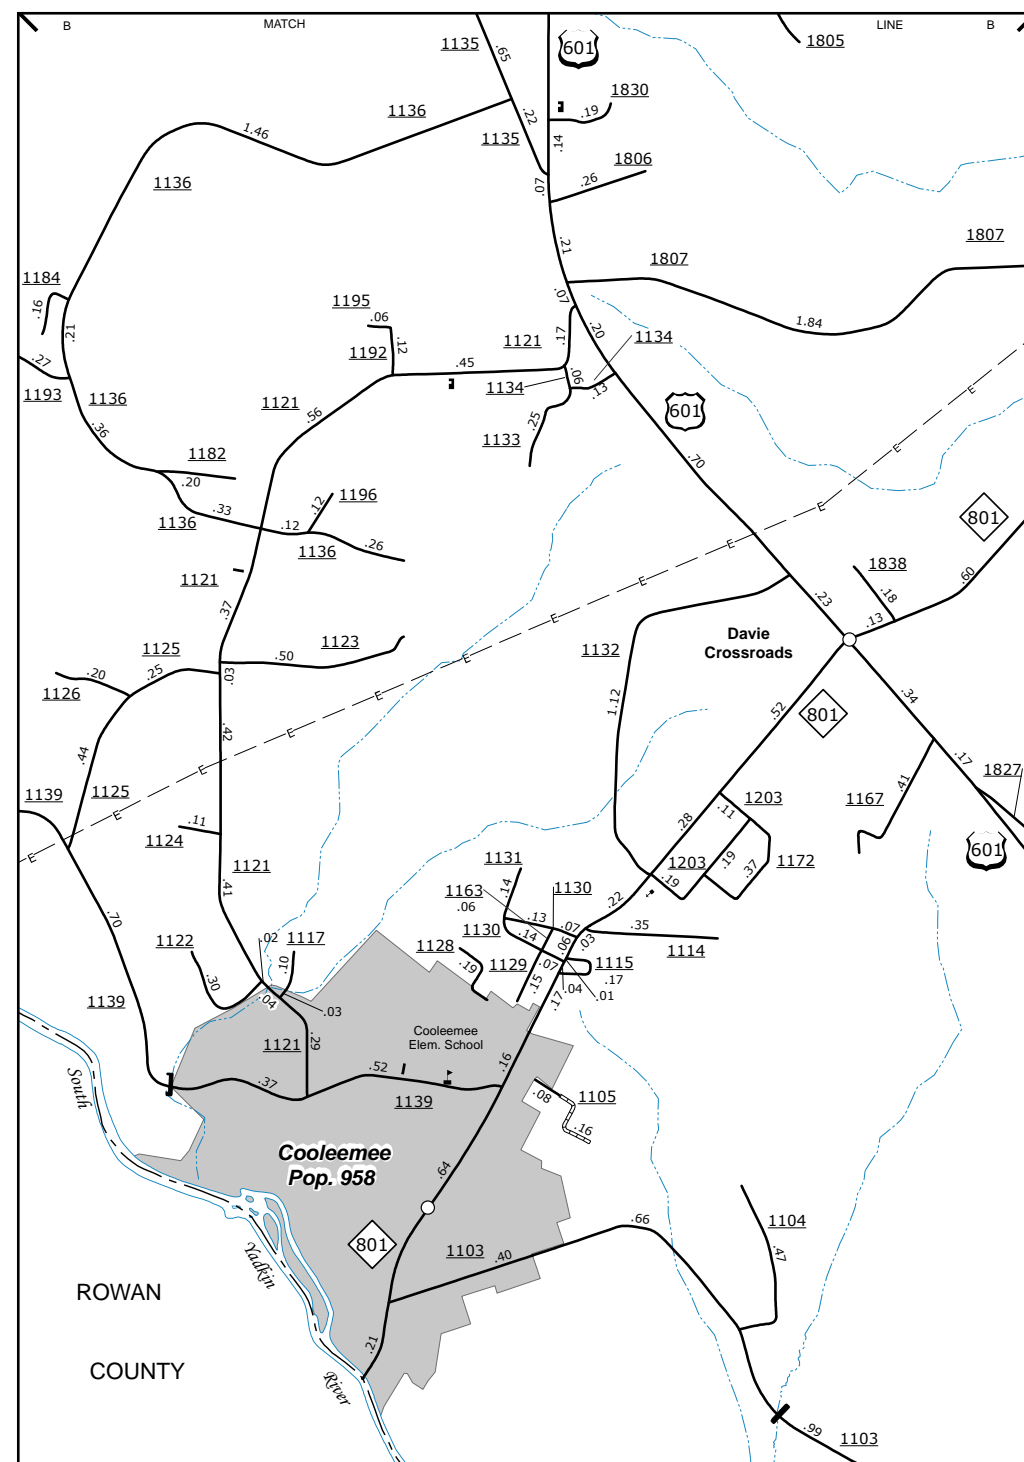 B MATCH LINE B
1135 .65 601 1805
1830
.19
1136 .22
1.46 1135 .14
1806
1136 .07 .26
1807
.21 1807
1184
.16 .07
1195
.06 .17 .20 1.84
.21 .12 1121 1134
.27 1192 .45
1193 1134 .06 .13
1136 1121 .56 .25 601
.36 1133
1182 .70
.20 1196
.12 801
.33 .12
1136 1136 .26
1838
1121 .60
.18
.37 .23 .13
1123 Davie
1125 1132 Crossroads
.50
.20 .25 .03
1126 1.12 .52 801 .34
.42
.44 .17
1139 1125 1827
.41 1167
1203
.11
.11 .28
1124 601
1121 1131 1203 .19 1172
.37
.41 .14 1163 1130 .19
.06 .22
.13 .07
1122 .02 1117 1130 .14 .35
.70 1128 .06 .03 1114
.10 .19 1129 .07 1115
.30 .15 .17
1139 .04 .04 .01
.03 .17
Cooleemee
Elem. School
1121 .29
.16
.52
.37 1139 .08 1105
South .16
Cooleemee
Pop. 958
.64
1104
.66
801 1103
Yadkin .40 .47
ROWAN
.21
COUNTY
River
.99
1103
E E E E E E E E E E E E